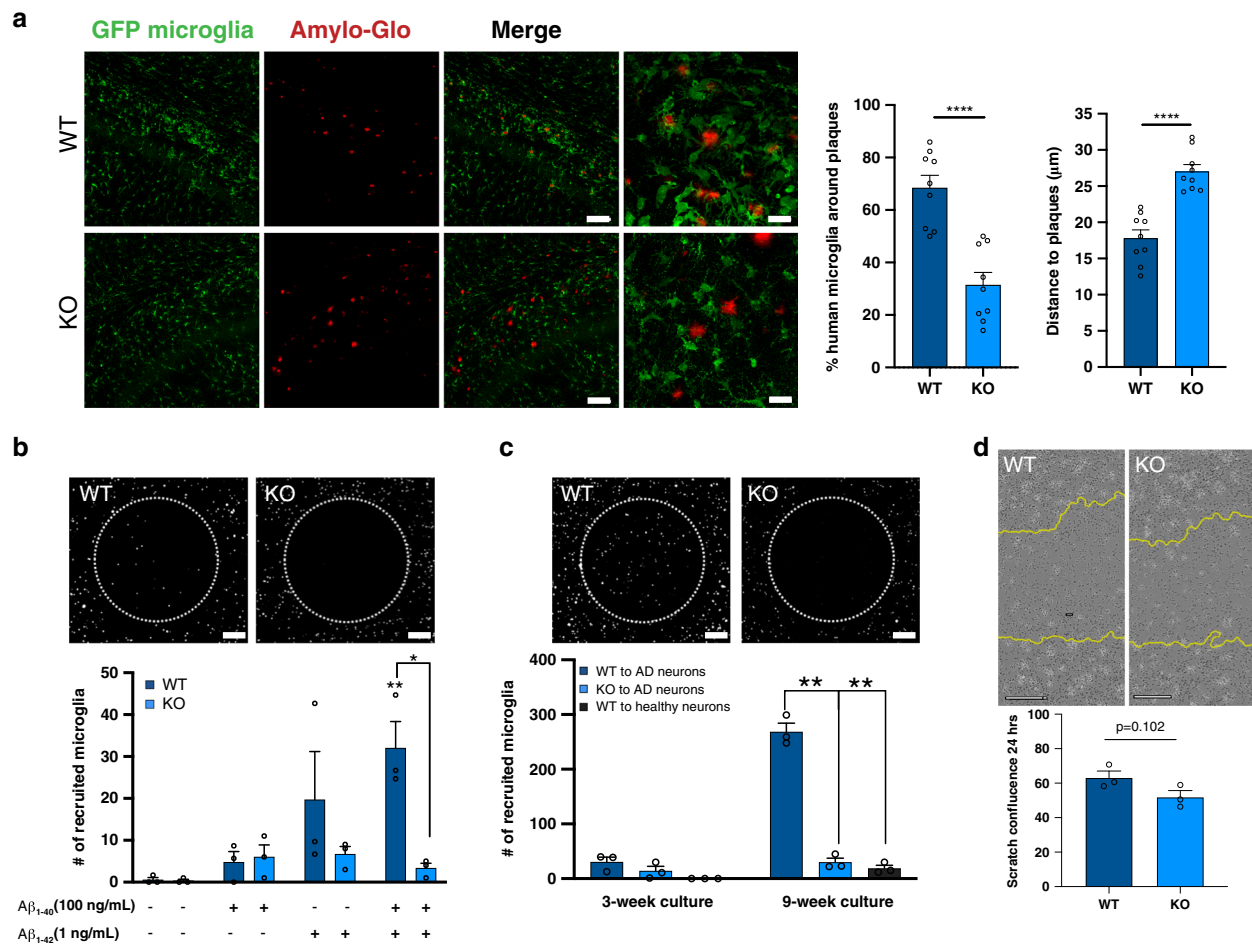 a
GFP microglia Amylo-Glo Merge
WT
KO
% human microglia around plaques
100
80
60
40
20
0
****
WT KO
Distance to plaques (μm)
35
30
25
20
15
10
5
0
****
WT KO
b
WT KO
# of recruited microglia
50
40
30
20
10
0
WT
KO
*
**
Aβ1-40(100 ng/mL) - - + + - - + +
Aβ1-42(1 ng/mL) - - - - + + + +
c
WT KO
# of recruited microglia
400
300
200
100
0
WT to AD neurons
KO to AD neurons
WT to healthy neurons
** **
3-week culture 9-week culture
d
WT KO
Scratch conflucence 24 hrs
100
80
60
40
20
0
p=0.102
WT KO